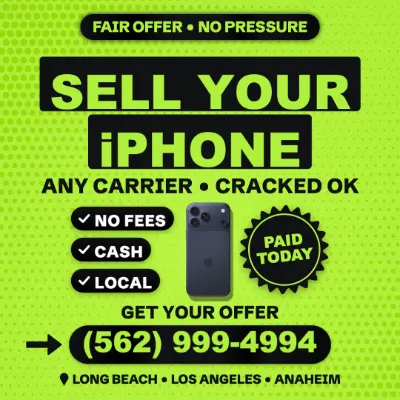 FAIR OFFER • NO PRESSURE
SELL YOUR
iPHONE
ANY CARRIER • CRACKED OK
NO FEES
CASH
LOCAL
PAID
TODAY
GET YOUR OFFER
(562) 999-4994
LONG BEACH • LOS ANGELES • ANAHEIM